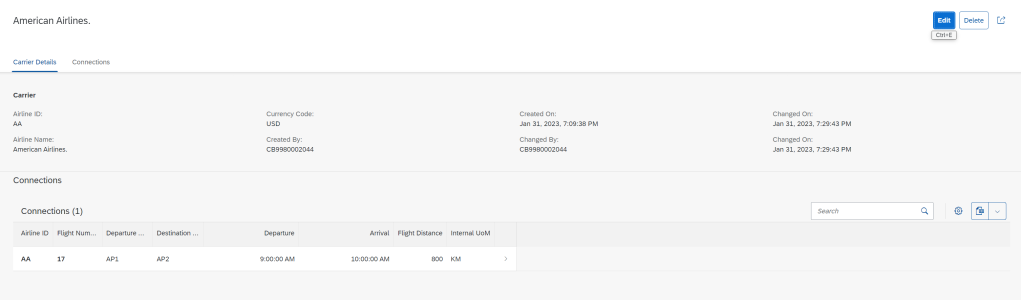 American Airlines.
Edit Delete
Ctrl+E
Carrier Details Connections
Carrier
Airline ID: Currency Code: Created On: Changed On:
AA USD Jan 31, 2023, 7:09:38 PM Jan 31, 2023, 7:29:43 PM
Airline Name: Created By: Changed By: Changed On:
American Airlines. CB9980002044 CB9980002044 Jan 31, 2023, 7:29:43 PM
Connections
Connections (1) Search
Airline ID Flight Num... Departure ... Destination ... Departure Arrival Flight Distance Internal UoM
AA 17 AP1 AP2 9:00:00 AM 10:00:00 AM 800 KM